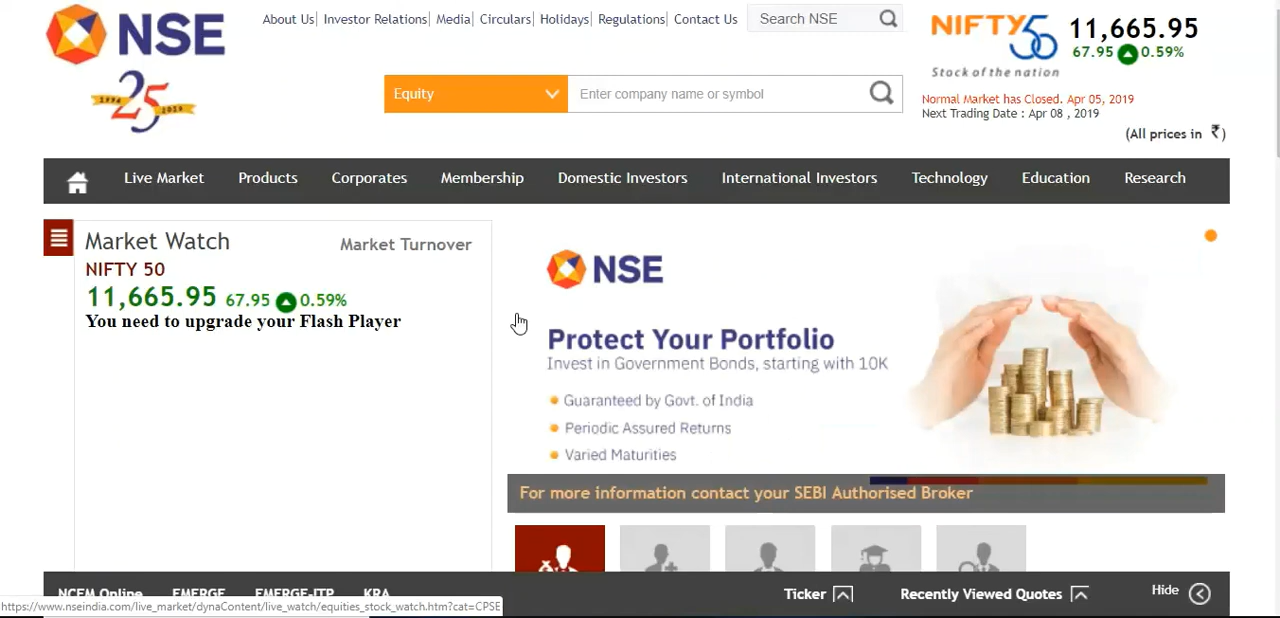 NSE
1994 25 2019
About Us| Investor Relations| Media| Circulars| Holidays| Regulations| Contact Us
Search NSE
NIFTY 50
Stock of the nation
11,665.95
67.95 0.59%
Equity
Enter company name or symbol
Normal Market has Closed. Apr 05, 2019
Next Trading Date : Apr 08 , 2019
(All prices in ₹)
Live Market Products Corporates Membership Domestic Investors International Investors Technology Education Research
Market Watch
Market Turnover
NIFTY 50
11,665.95 67.95 0.59%
You need to upgrade your Flash Player
NSE
Protect Your Portfolio
Invest in Government Bonds, starting with 10K
Guaranteed by Govt. of India
Periodic Assured Returns
Varied Maturities
For more information contact your SEBI Authorised Broker
NCFM Online EMERGE EMERGE-ITP KRA
Ticker Recently Viewed Quotes Hide
https://www.nseindia.com/live_market/dynaContent/live_watch/equities_stock_watch.htm?cat=CPSE